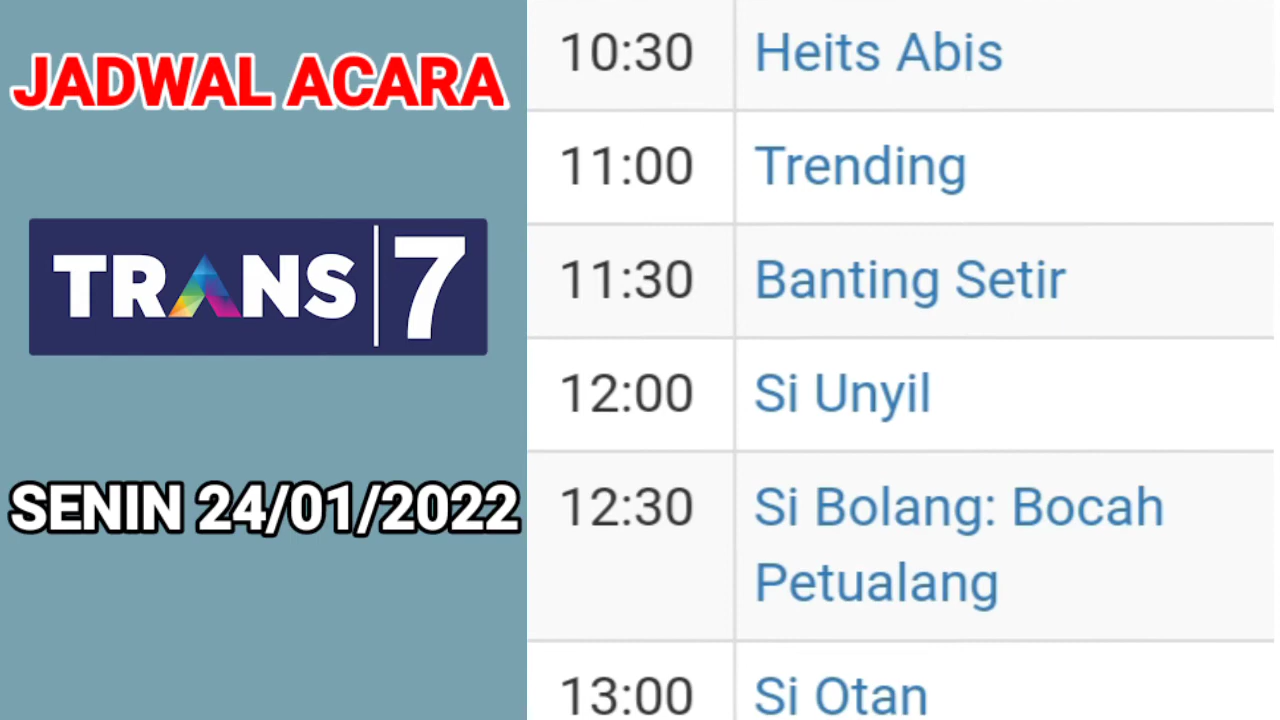 JADWAL ACARA
TRANS|7
SENIN 24/01/2022
10:30 Heits Abis
11:00 Trending
11:30 Banting Setir
12:00 Si Unyil
12:30 Si Bolang: Bocah
Petualang
13:00 Si Otan